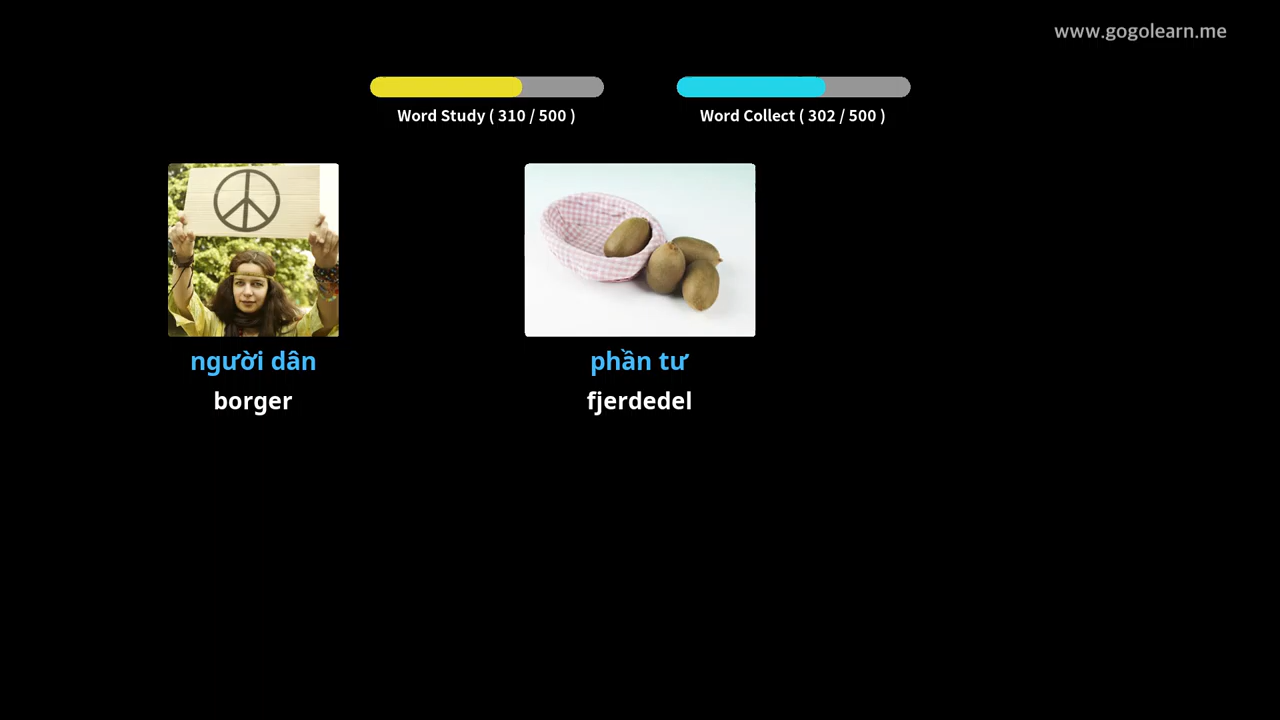 www.gogolearn.me
Word Study ( 310 / 500 )
Word Collect ( 302 / 500 )
người dân
borger
phần tư
fjerdedel